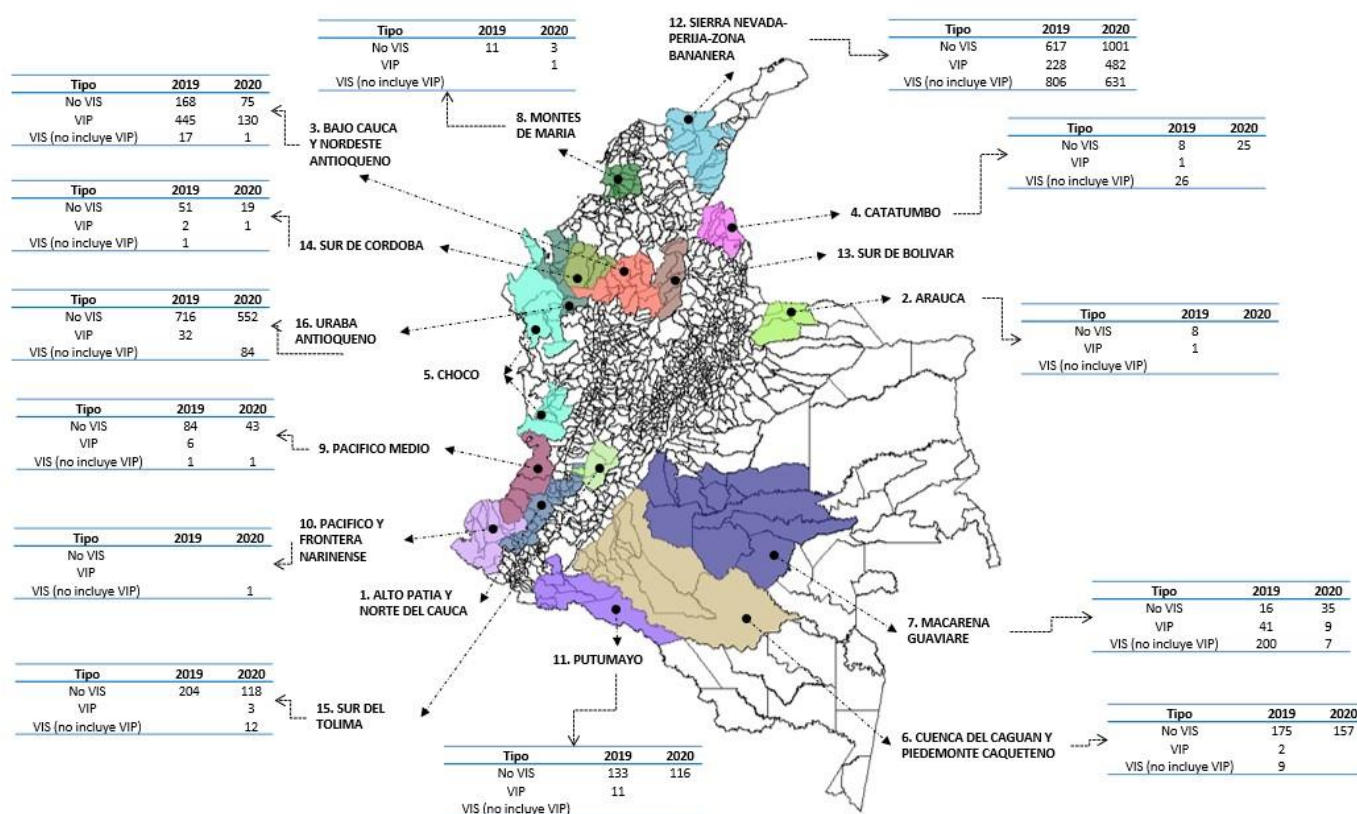 Tipo 2019 2020
No VIS 11 3
VIP 1
VIS (no incluye VIP)
12. SIERRA NEVADA-
PERIJA-ZONA
BANANERA
Tipo 2019 2020
No VIS 617 1001
VIP 228 482
VIS (no incluye VIP) 806 631
Tipo 2019 2020
No VIS 168 75
VIP 445 130
VIS (no incluye VIP) 17 1
3. BAJO CAUCA
Y NORDESTE
ANTIOQUENO
8. MONTES
DE MARIA
Tipo 2019 2020
No VIS 8 25
VIP 1
VIS (no incluye VIP) 26
4. CATATUMBO
Tipo 2019 2020
No VIS 51 19
VIP 2 1
VIS (no incluye VIP) 1
14. SUR DE CORDOBA
13. SUR DE BOLIVAR
2. ARAUCA
Tipo 2019 2020
No VIS 8
VIP 1
VIS (no incluye VIP)
Tipo 2019 2020
No VIS 716 552
VIP 32
VIS (no incluye VIP) 84
16. URABA
ANTIOQUENO
5. CHOCO
Tipo 2019 2020
No VIS 84 43
VIP 6
VIS (no incluye VIP) 1 1
9. PACIFICO MEDIO
Tipo 2019 2020
No VIS
VIP
VIS (no incluye VIP) 1
10. PACIFICO Y
FRONTERA
NARINENSE
1. ALTO PATIA Y
NORTE DEL CAUCA
Tipo 2019 2020
No VIS 204 118
VIP 3
VIS (no incluye VIP) 12
15. SUR DEL
TOLIMA
11. PUTUMAYO
Tipo 2019 2020
No VIS 133 116
VIP 11
VIS (no incluye VIP)
7. MACARENA
GUAVIARE
Tipo 2019 2020
No VIS 16 35
VIP 41 9
VIS (no incluye VIP) 200 7
6. CUENCA DEL CAGUAN Y
PIEDEMONTE CAQUETENO
Tipo 2019 2020
No VIS 175 157
VIP 2
VIS (no incluye VIP) 9